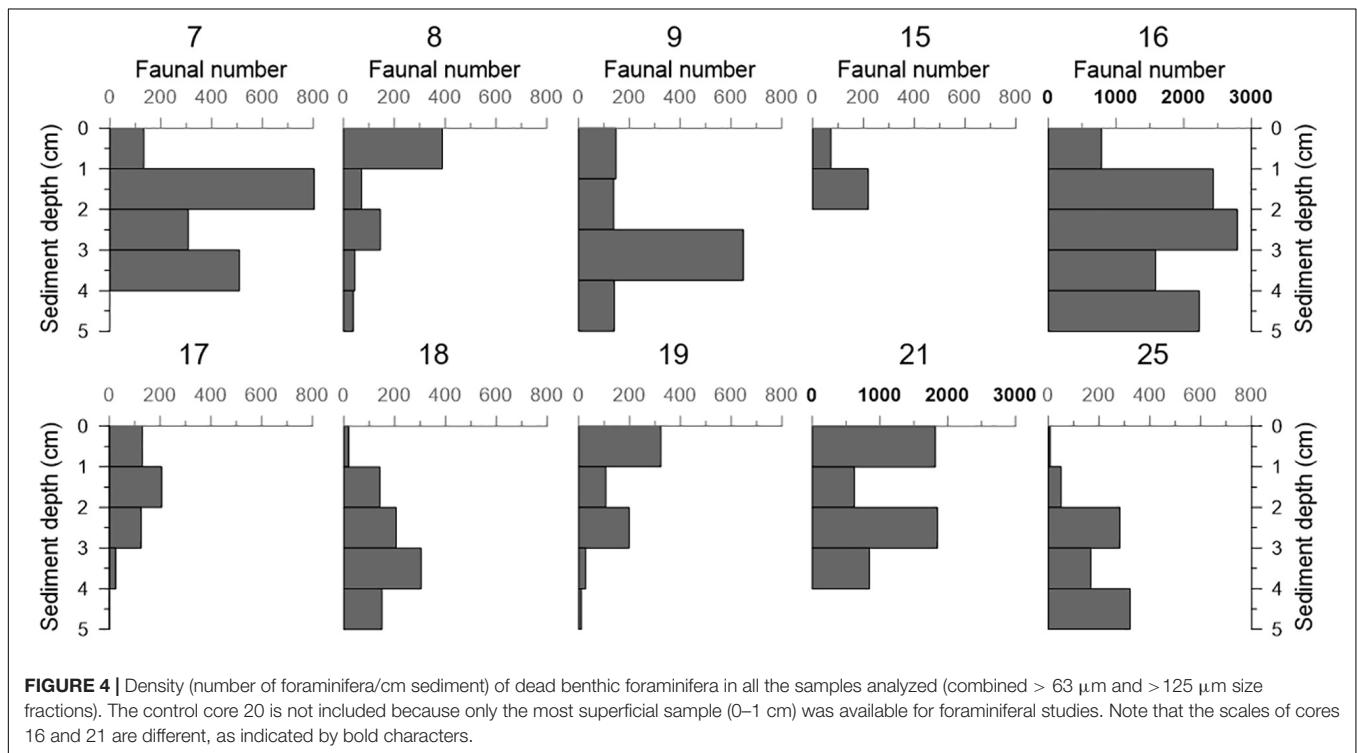 7 8 9 15 16
Faunal number Faunal number Faunal number Faunal number Faunal number
0 200 400 600 800 0 200 400 600 800 0 200 400 600 800 0 200 400 600 800 0 1000 2000 3000
Sediment depth (cm)
0
1
2
3
4
5
0
1
2
3
4
5
Sediment depth (cm)
17 18 19 21 25
0 200 400 600 800 0 200 400 600 800 0 200 400 600 800 0 1000 2000 3000 0 200 400 600 800
Sediment depth (cm)
0
1
2
3
4
5
0
1
2
3
4
5
Sediment depth (cm)
FIGURE 4 | Density (number of foraminifera/cm sediment) of dead benthic foraminifera in all the samples analyzed (combined > 63 μm and >125 μm size
fractions). The control core 20 is not included because only the most superficial sample (0–1 cm) was available for foraminiferal studies. Note that the scales of cores
16 and 21 are different, as indicated by bold characters.